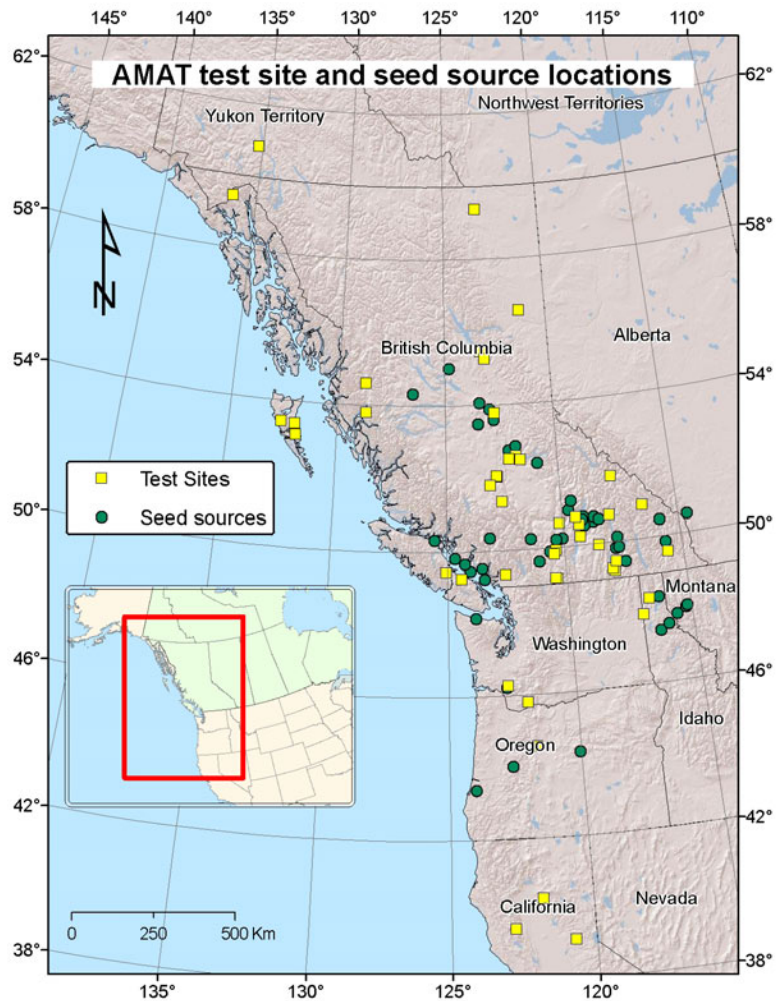 145° 140° 135° 130° 125° 120° 115° 110°
62° 62°
AMAT test site and seed source locations
Northwest Territories
Yukon Territory
58° 58°
N
British Columbia
Alberta
54° 54°
Test Sites
Seed sources
50° 50°
Montana
Washington
46° 46°
Idaho
Oregon
42° 42°
California
Nevada
0 250 500 Km
38° 38°
135° 130° 125° 120°